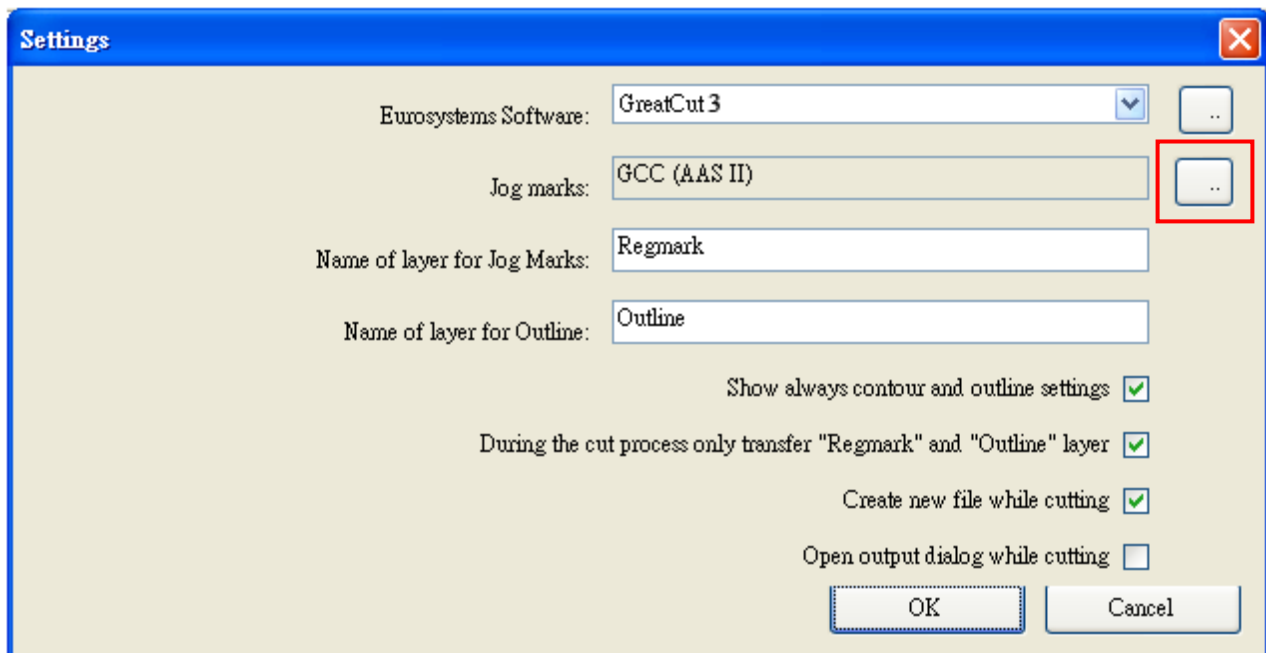 Settings
Eurosystems Software: GreatCut 3 ..
Jog marks: GCC (AAS II) ..
Name of layer for Jog Marks: Regmark
Name of layer for Outline: Outline
Show always contour and outline settings
During the cut process only transfer "Regmark" and "Outline" layer
Create new file while cutting
Open output dialog while cutting
OK Cancel